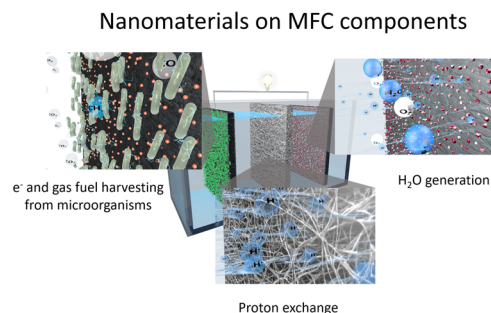 Nanomaterials on MFC components
e⁻ and gas fuel harvesting
from microorganisms
H₂O generation
Proton exchange